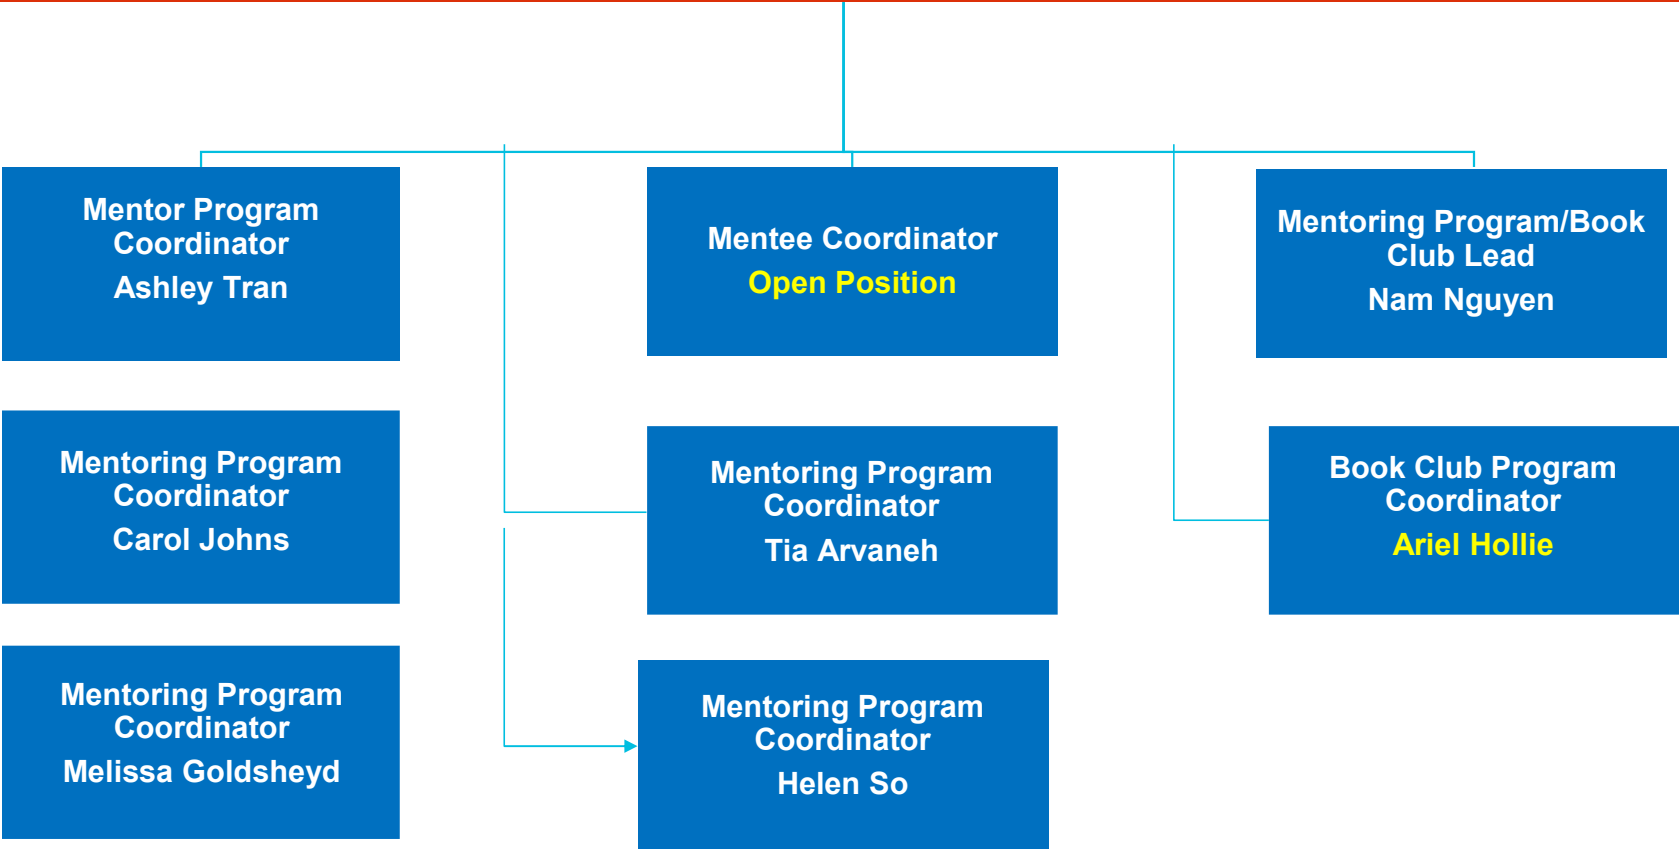 Mentor Program
Coordinator
Ashley Tran
Mentee Coordinator
Open Position
Mentoring Program/Book
Club Lead
Nam Nguyen
Mentoring Program
Coordinator
Carol Johns
Mentoring Program
Coordinator
Tia Arvaneh
Book Club Program
Coordinator
Ariel Hollie
Mentoring Program
Coordinator
Melissa Goldsheyd
Mentoring Program
Coordinator
Helen So